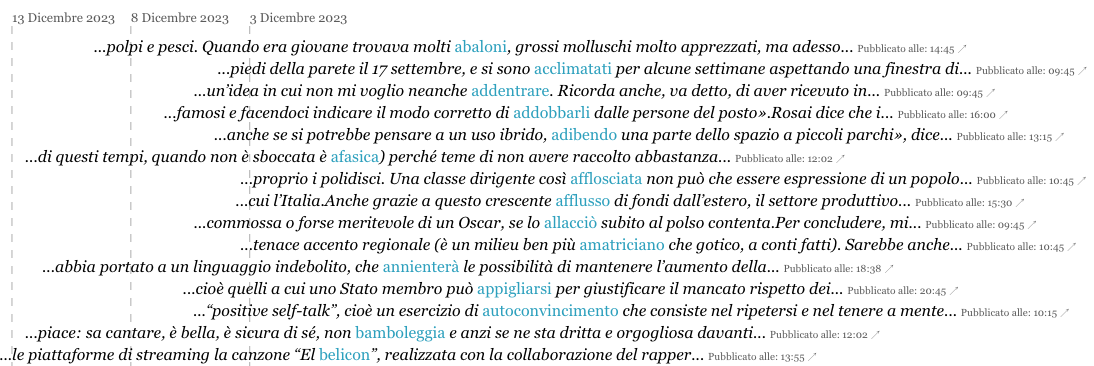 13 Dicembre 2023 8 Dicembre 2023 3 Dicembre 2023
...polpi e pesci. Quando era giovane trovava molti abaloni, grossi molluschi molto apprezzati, ma adesso... Pubblicato alle: 14:45 ↗
...piedi della parete il 17 settembre, e si sono acclimatati per alcune settimane aspettando una finestra di... Pubblicato alle: 09:45 ↗
...un’idea in cui non mi voglio neanche addentrare. Ricorda anche, va detto, di aver ricevuto in... Pubblicato alle: 09:45 ↗
...famosi e facendoci indicare il modo corretto di addobbarli dalle persone del posto».Rosai dice che i... Pubblicato alle: 16:00 ↗
...anche se si potrebbe pensare a un uso ibrido, adibendo una parte dello spazio a piccoli parchi», dice... Pubblicato alle: 13:15 ↗
...di questi tempi, quando non è sboccata è afasica) perché teme di non avere raccolto abbastanza... Pubblicato alle: 12:02 ↗
...proprio i polidisci. Una classe dirigente così afflosciata non può che essere espressione di un popolo... Pubblicato alle: 10:45 ↗
...cui l’Italia.Anche grazie a questo crescente afflusso di fondi dall’estero, il settore produttivo... Pubblicato alle: 15:30 ↗
...commossa o forse meritevole di un Oscar, se lo allacciò subito al polso contenta.Per concludere, mi... Pubblicato alle: 09:45 ↗
...tenace accento regionale (è un milieu ben più amatriciano che gotico, a conti fatti). Sarebbe anche... Pubblicato alle: 10:45 ↗
...abbia portato a un linguaggio indebolito, che annienterà le possibilità di mantenere l’aumento della... Pubblicato alle: 18:38 ↗
...cioè quelli a cui uno Stato membro può appigliarsi per giustificare il mancato rispetto dei... Pubblicato alle: 20:45 ↗
...“positive self-talk”, cioè un esercizio di autoconvincimento che consiste nel ripetersi e nel tenere a mente... Pubblicato alle: 10:15 ↗
...piace: sa cantare, è bella, è sicura di sé, non bamboleggia e anzi se ne sta dritta e orgogliosa davanti... Pubblicato alle: 12:02 ↗
...le piattaforme di streaming la canzone “El belicon”, realizzata con la collaborazione del rapper... Pubblicato alle: 13:55 ↗